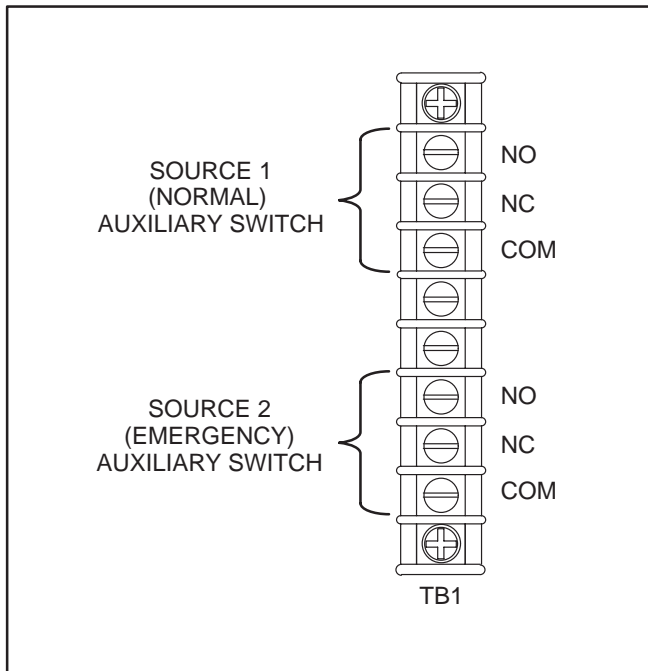 SOURCE 1
(NORMAL)
AUXILIARY SWITCH
NO
NC
COM
SOURCE 2
(EMERGENCY)
AUXILIARY SWITCH
NO
NC
COM
TB1